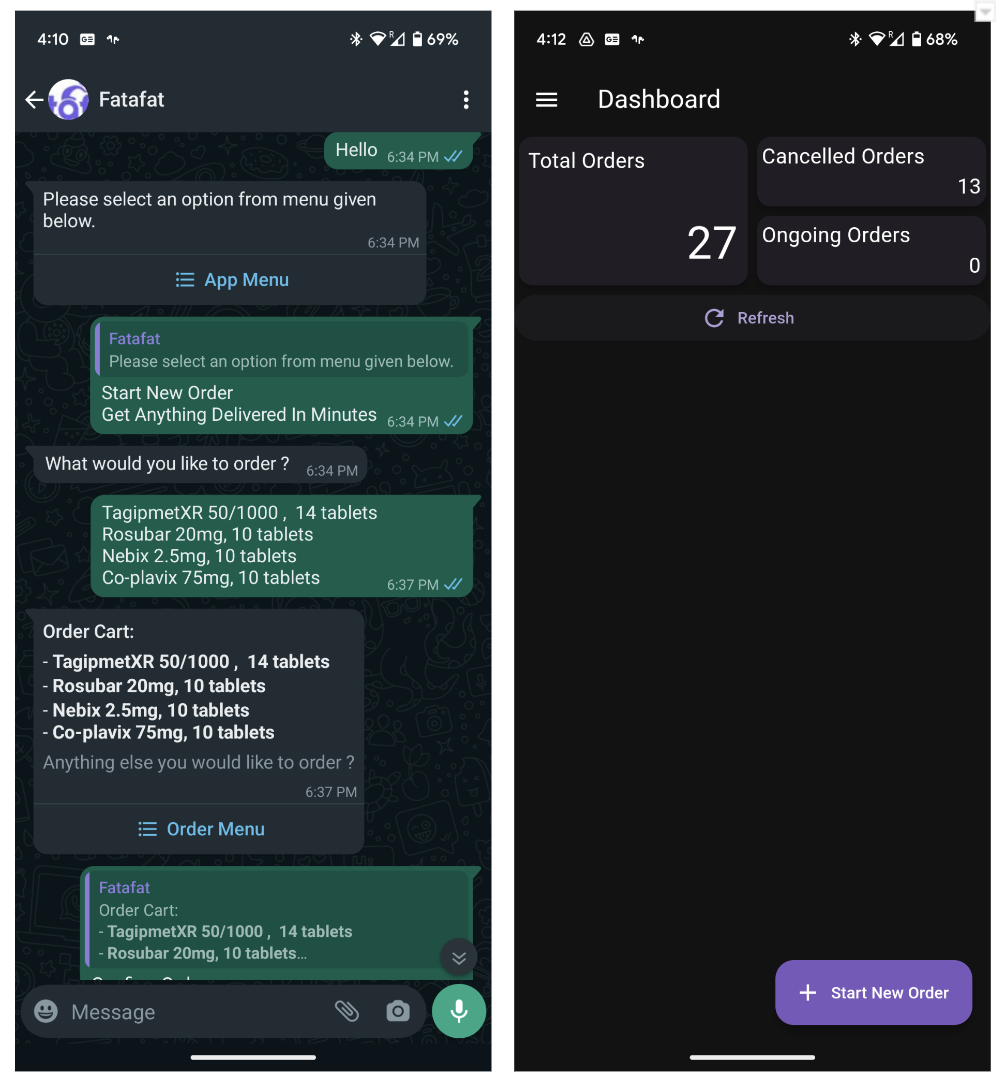 4:10
69%
Fatafat
Hello
6:34 PM
Please select an option from menu given
below.
6:34 PM
App Menu
Fatafat
Please select an option from menu given below.
Start New Order
Get Anything Delivered In Minutes
6:34 PM
What would you like to order ?
6:34 PM
TagipmetXR 50/1000 ,  14 tablets
Rosubar 20mg, 10 tablets
Nebix 2.5mg, 10 tablets
Co-plavix 75mg, 10 tablets
6:37 PM
Order Cart:
- TagipmetXR 50/1000 ,  14 tablets
- Rosubar 20mg, 10 tablets
- Nebix 2.5mg, 10 tablets
- Co-plavix 75mg, 10 tablets
Anything else you would like to order ?
6:37 PM
Order Menu
Fatafat
Order Cart:
- TagipmetXR 50/1000 ,  14 tablets
- Rosubar 20mg, 10 tablets...
Message
4:12
68%
Dashboard
Total Orders
27
Cancelled Orders
13
Ongoing Orders
0
Refresh
+ Start New Order